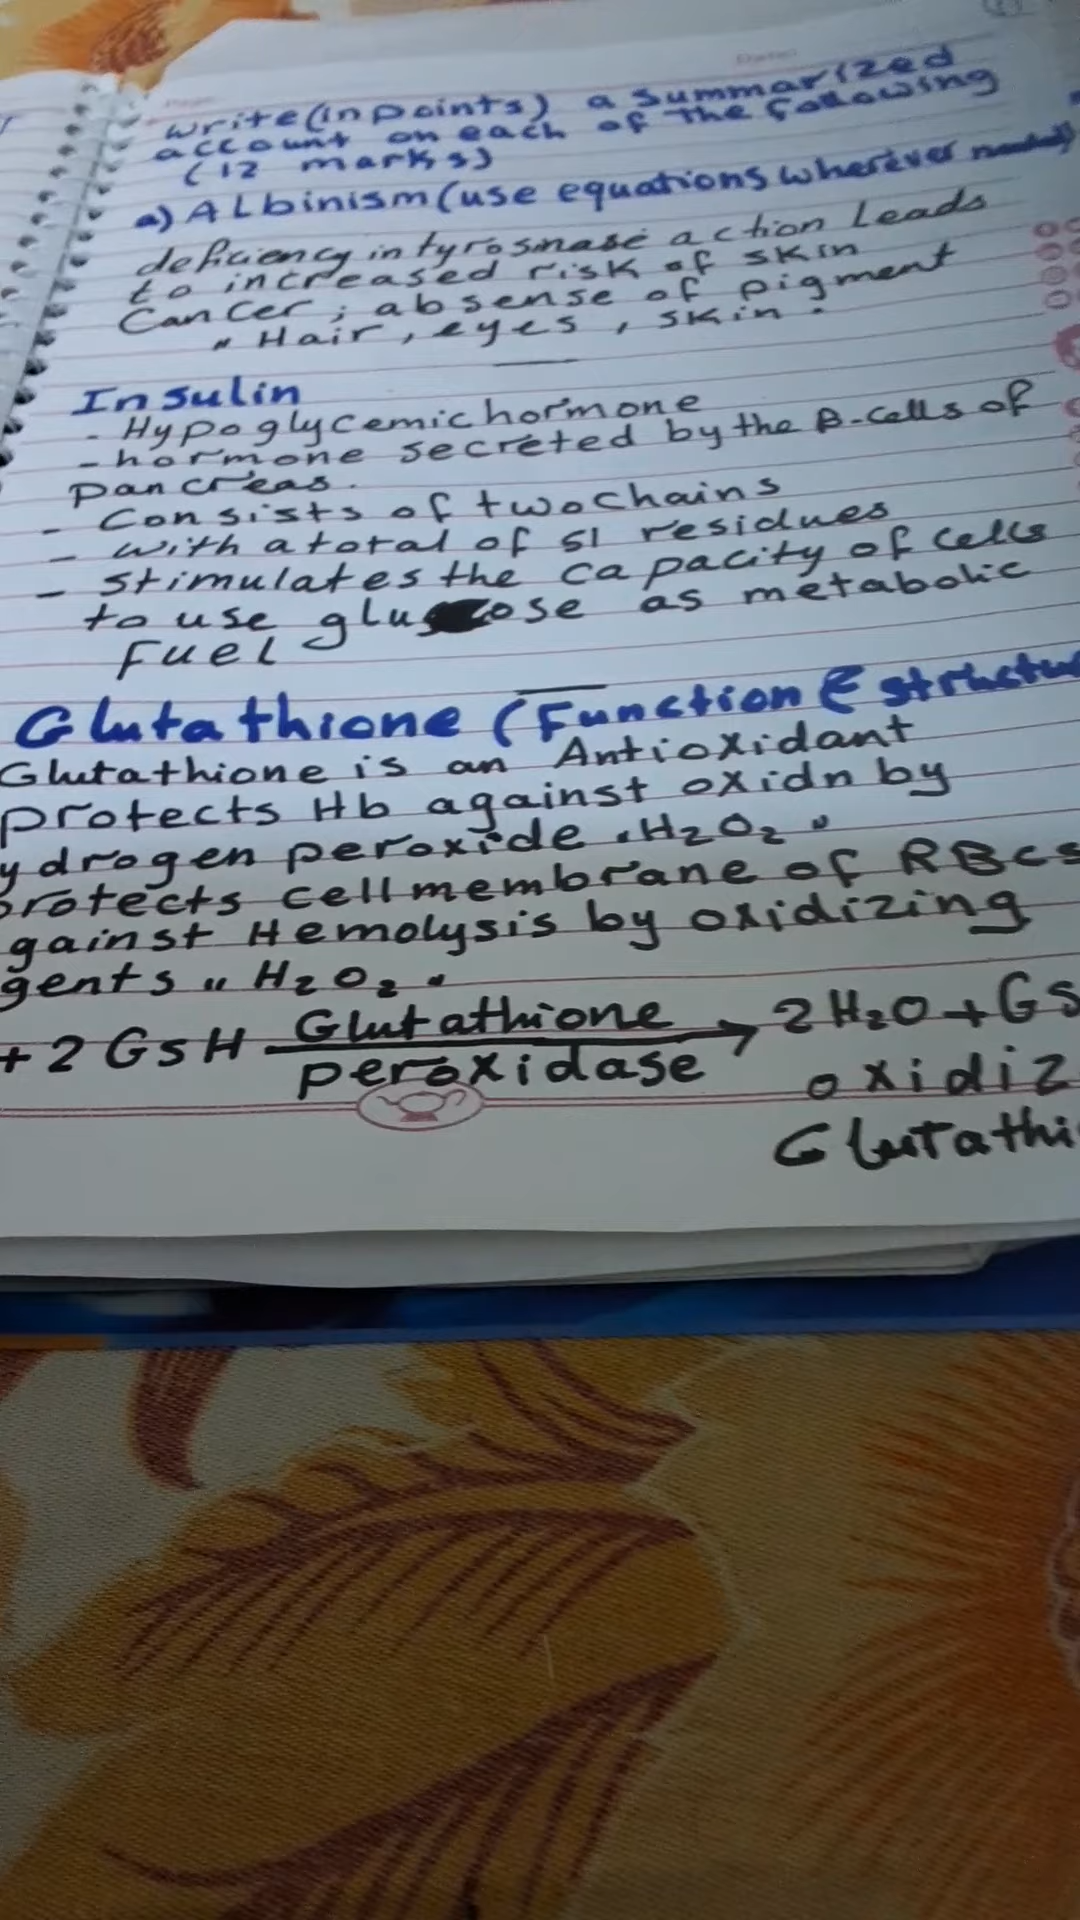 write (in points) a summarized
account on each of the following
(12 marks)
a) ALbinism (use equations wherever needed)
deficiency in tyrosinase action Leads
to increased risk of skin
Cancer; absense of pigment
" Hair, eyes, skin.
Insulin
- Hypoglycemic hormone
- hormone secreted by the β-cells of
pancreas.
- Consists of two chains
- with a total of 51 residues
- stimulates the capacity of cells
to use glucose as metabolic
Fuel
Glutathione (Function & structu
Glutathione is an Antioxidant
protects Hb against oxidn by
ydrogen peroxide "H2O2"
protects cell membrane of RBCs
gainst Hemolysis by oxidizing
gents "H2O2"
+ 2 GSH Glutathione peroxidase → 2 H2O + GS
oxidiz
Glutathi